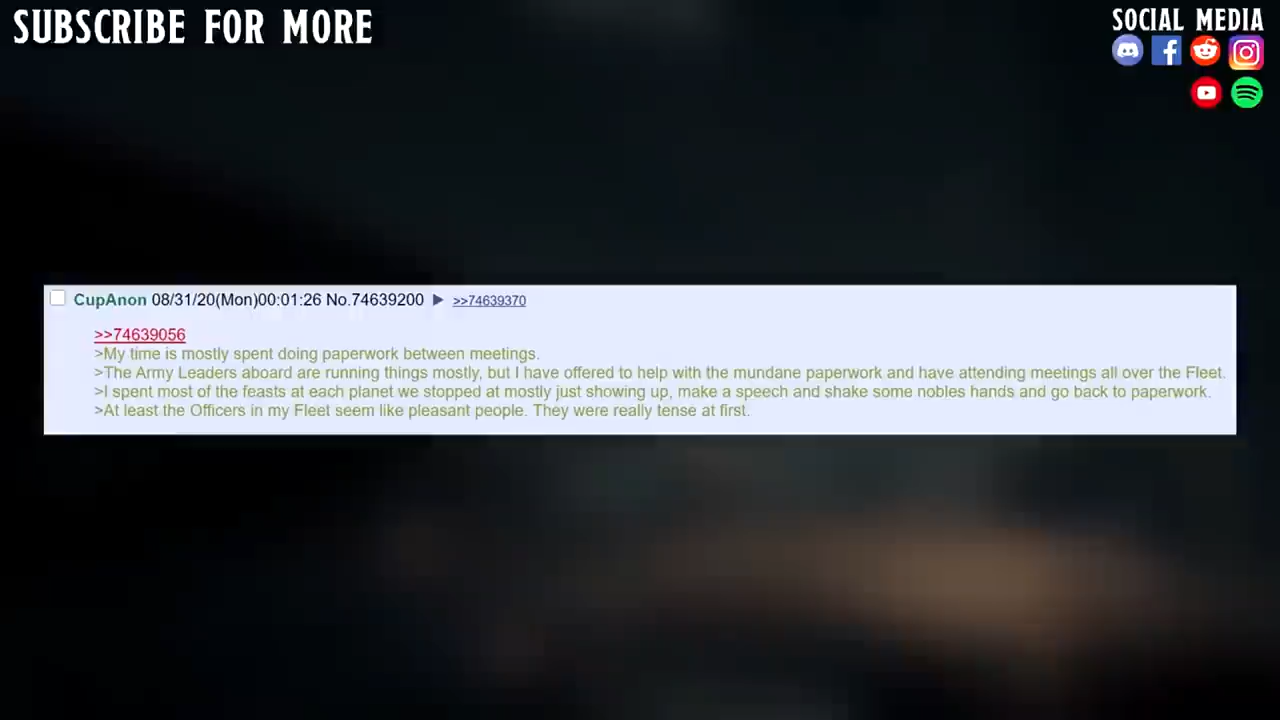 SUBSCRIBE FOR MORE
SOCIAL MEDIA
CupAnon 08/31/20(Mon)00:01:26 No.74639200 ▶ >>74639370
>>74639056
>My time is mostly spent doing paperwork between meetings.
>The Army Leaders aboard are running things mostly, but I have offered to help with the mundane paperwork and have attending meetings all over the Fleet.
>I spent most of the feasts at each planet we stopped at mostly just showing up, make a speech and shake some nobles hands and go back to paperwork.
>At least the Officers in my Fleet seem like pleasant people. They were really tense at first.